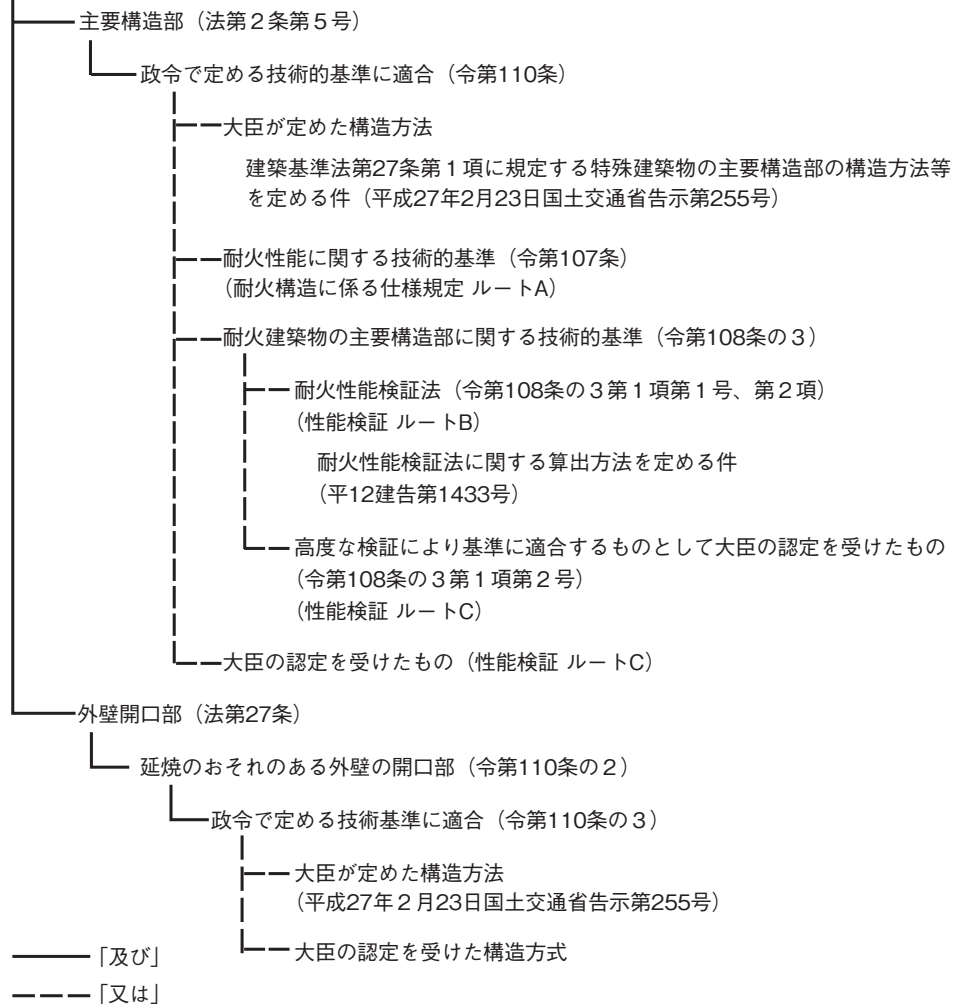 主要構造部（法第２条第５号）
政令で定める技術的基準に適合（令第110条）
大臣が定めた構造方法
建築基準法第27条第１項に規定する特殊建築物の主要構造部の構造方法等
を定める件（平成27年2月23日国土交通省告示第255号）
耐火性能に関する技術的基準（令第107条）
（耐火構造に係る仕様規定 ルートA）
耐火建築物の主要構造部に関する技術的基準（令第108条の３）
耐火性能検証法（令第108条の３第１項第１号、第２項）
（性能検証 ルートB）
耐火性能検証法に関する算出方法を定める件
（平12建告第1433号）
高度な検証により基準に適合するものとして大臣の認定を受けたもの
（令第108条の３第１項第２号）
（性能検証 ルートC）
大臣の認定を受けたもの（性能検証 ルートC）
外壁開口部（法第27条）
延焼のおそれのある外壁の開口部（令第110条の２）
政令で定める技術基準に適合（令第110条の３）
大臣が定めた構造方法
（平成27年２月23日国土交通省告示第255号）
大臣の認定を受けた構造方式
「及び」
「又は」